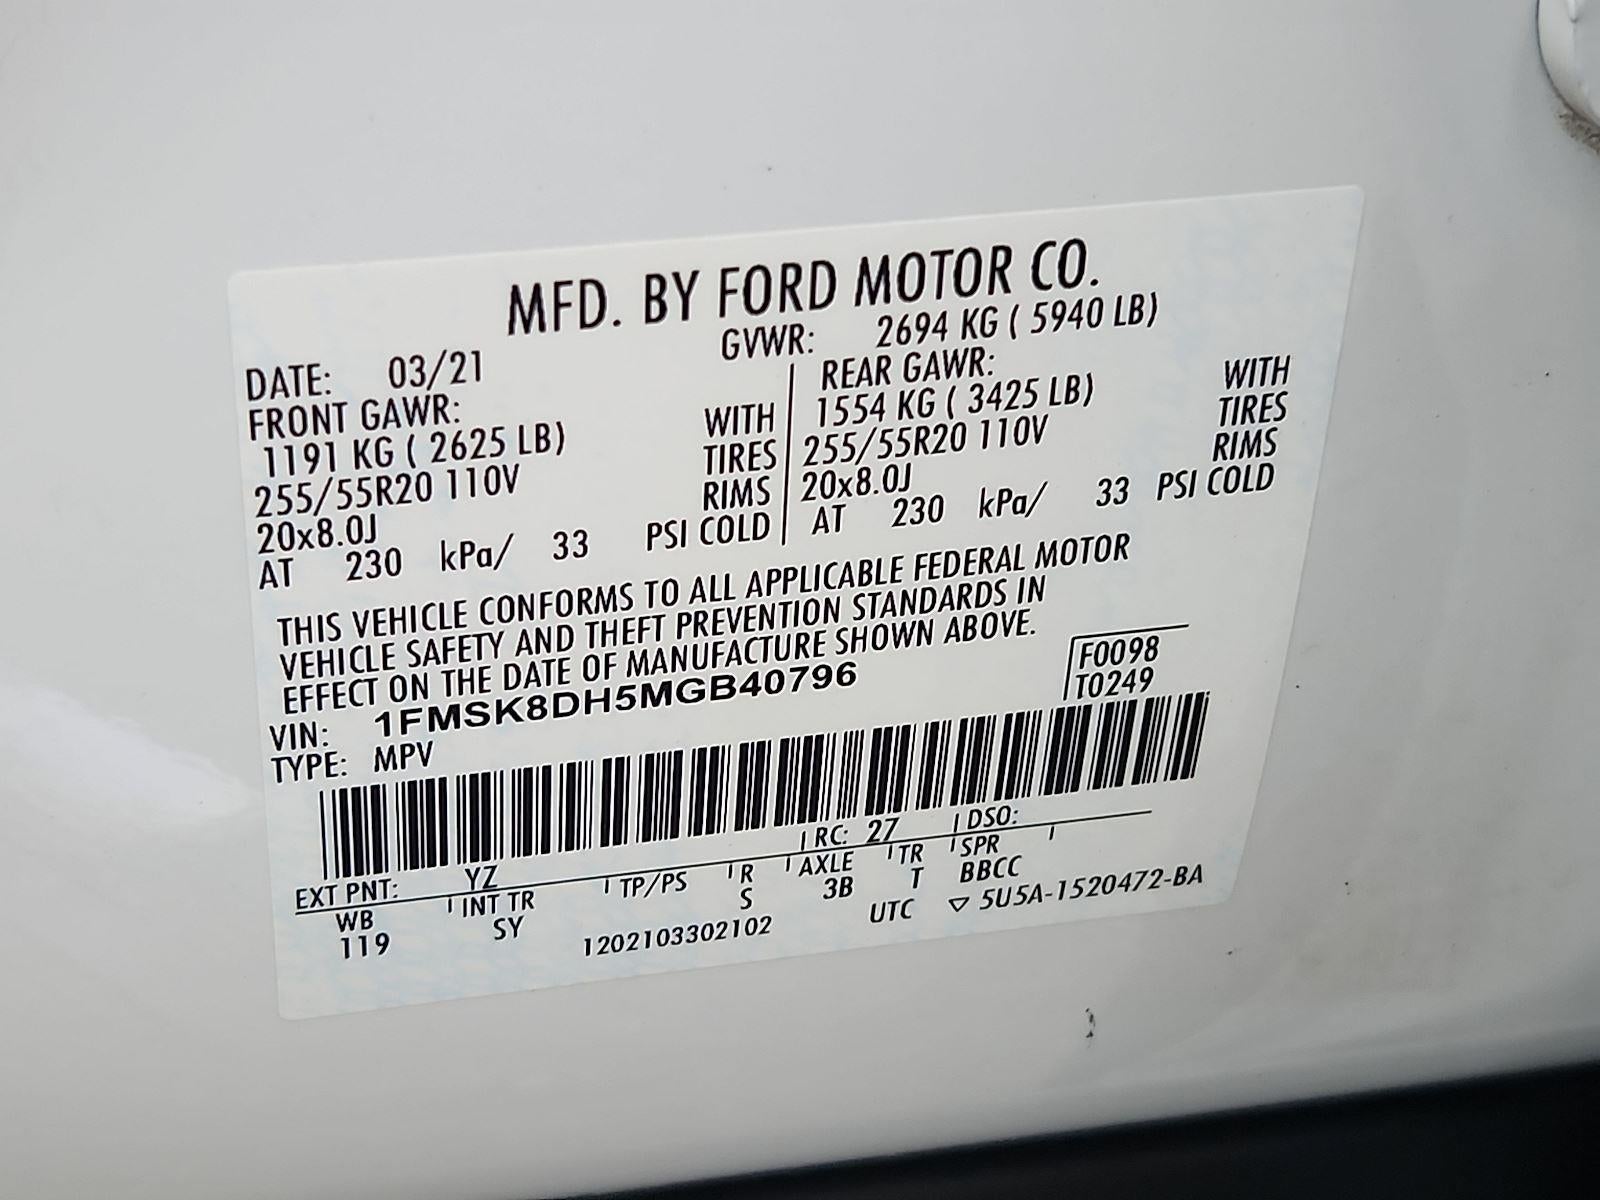 MFD. BY FORD MOTOR CO.
DATE: 03/21 GVWR: 2694 KG ( 5940 LB)
FRONT GAWR: REAR GAWR:
1191 KG ( 2625 LB) WITH 1554 KG ( 3425 LB) WITH
255/55R20 110V TIRES 255/55R20 110V TIRES
20x8.0J RIMS 20x8.0J RIMS
AT 230 kPa/ 33 PSI COLD AT 230 kPa/ 33 PSI COLD
THIS VEHICLE CONFORMS TO ALL APPLICABLE FEDERAL MOTOR
VEHICLE SAFETY AND THEFT PREVENTION STANDARDS IN
EFFECT ON THE DATE OF MANUFACTURE SHOWN ABOVE.
VIN: 1FMSK8DH5MGB40796 F0098
TYPE: MPV T0249
EXT PNT: YZ RC: 27 DSO:
WB INT TR TP/PS R AXLE TR SPR
119 SY S 3B T BBCC
1202103302102 UTC ▽ 5U5A-1520472-BA